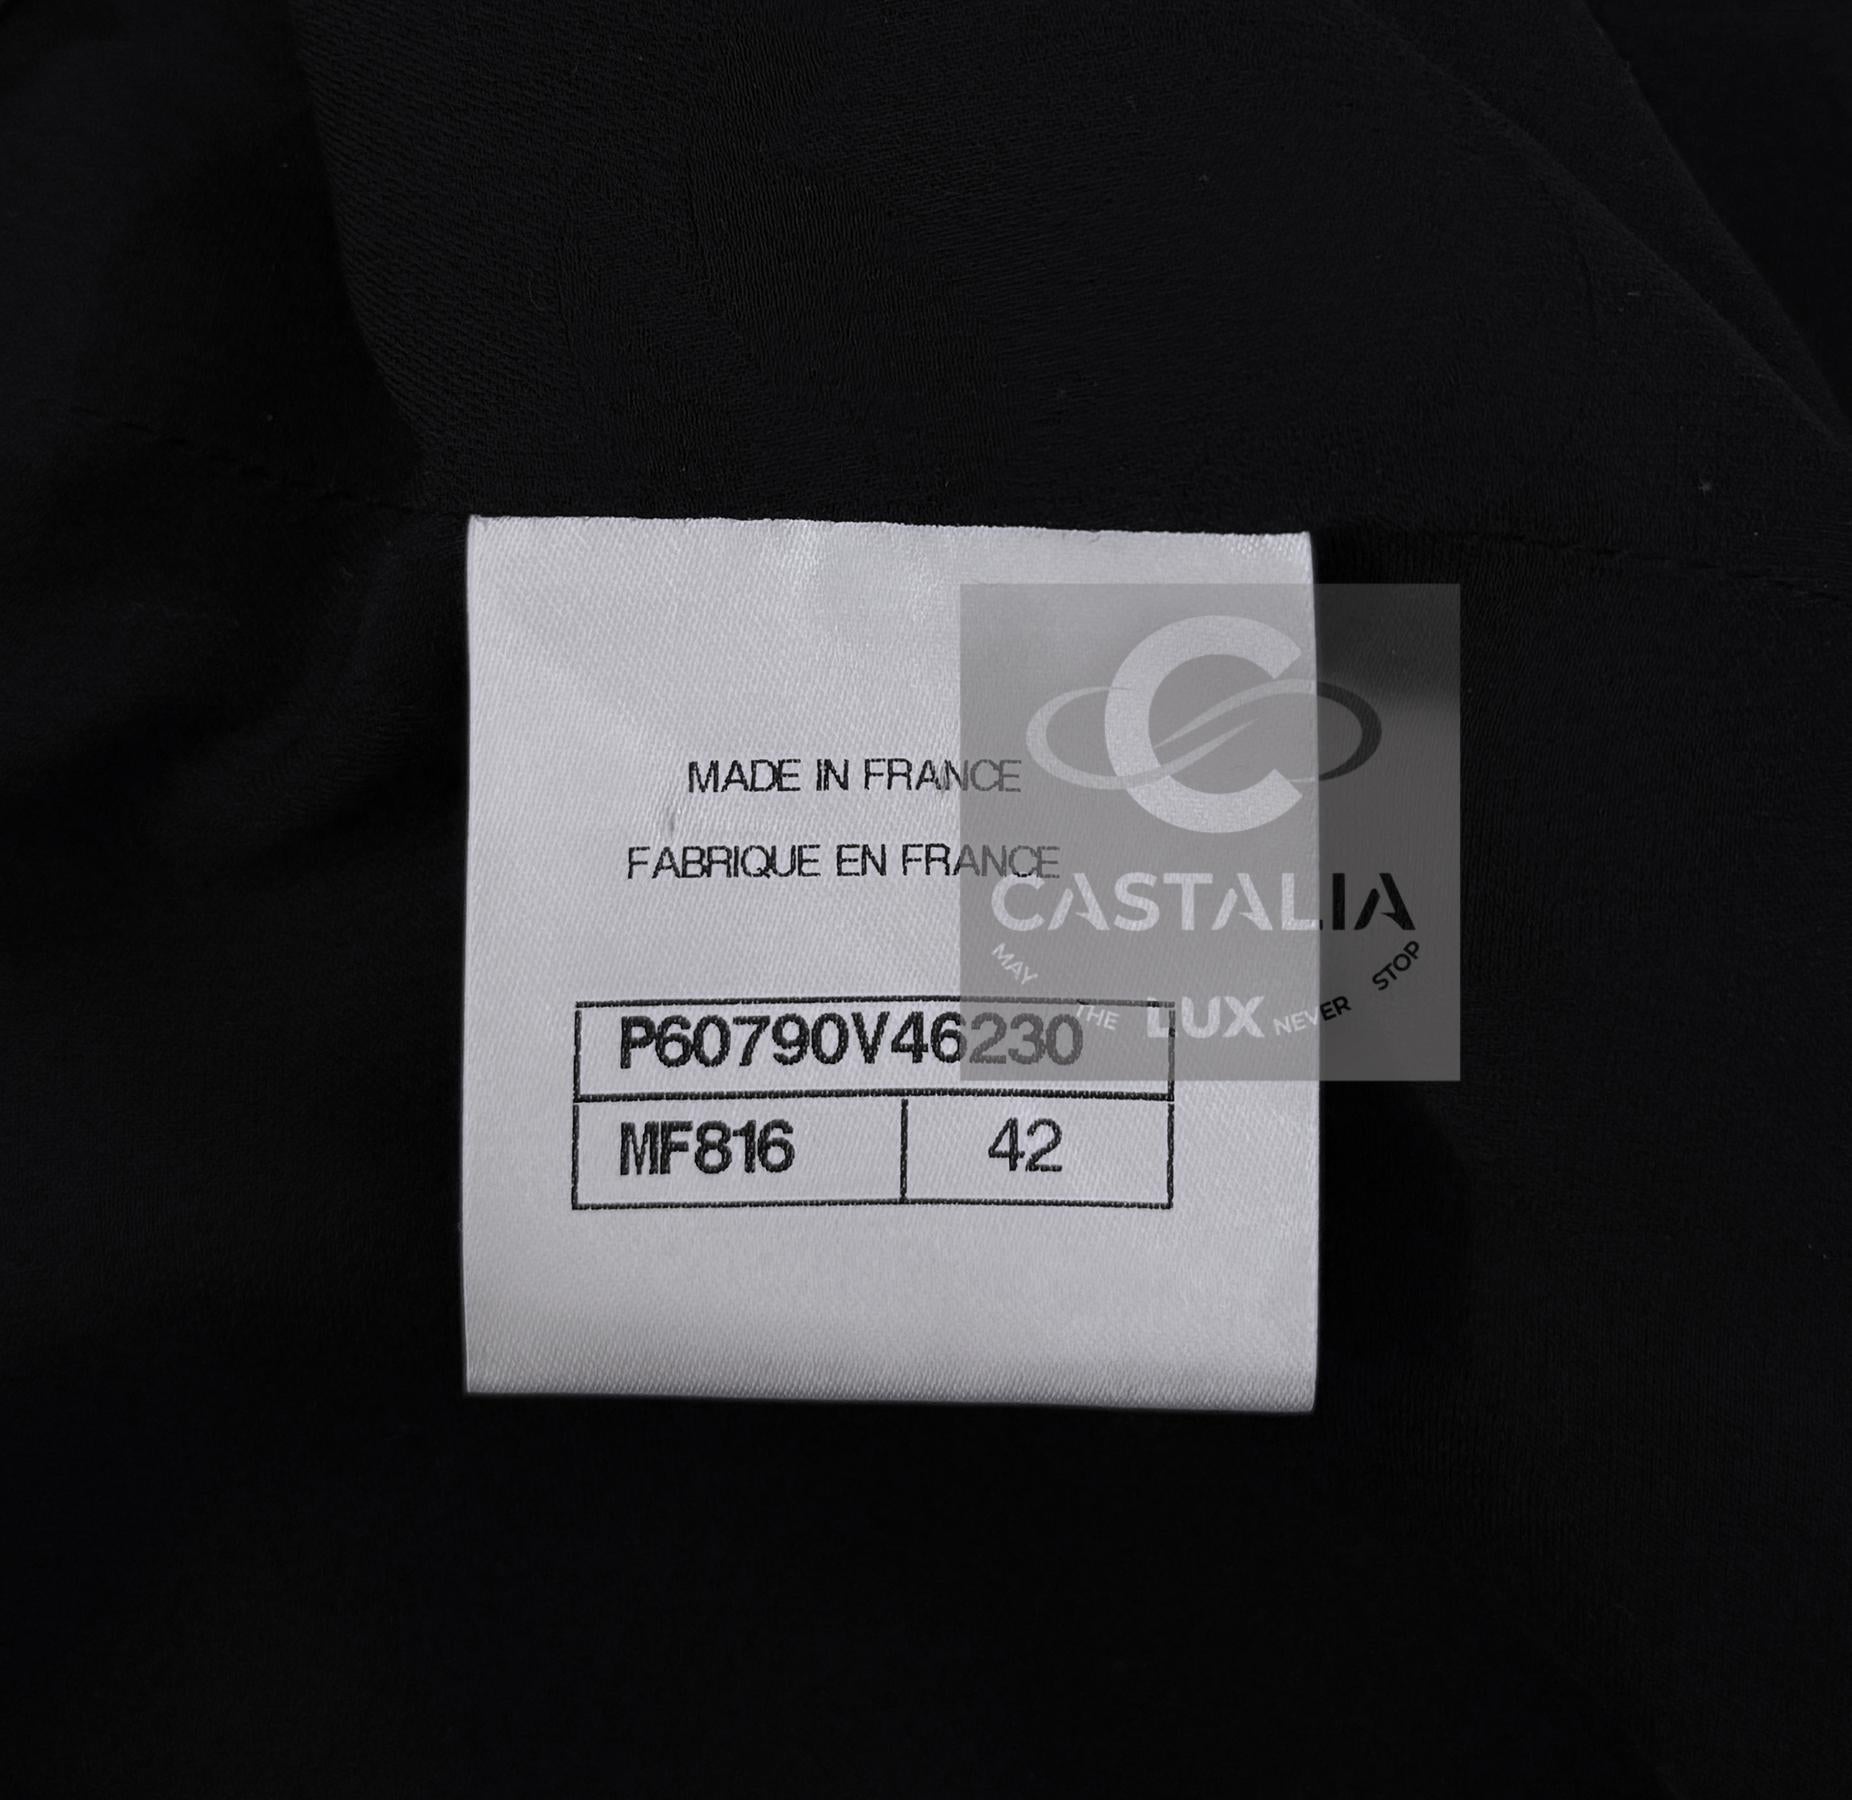 MADE IN FRANCE
FABRIQUE EN FRANCE
P60790V46230
MF816 42
C
CASTALIA
MAY THE LUX NEVER STOP